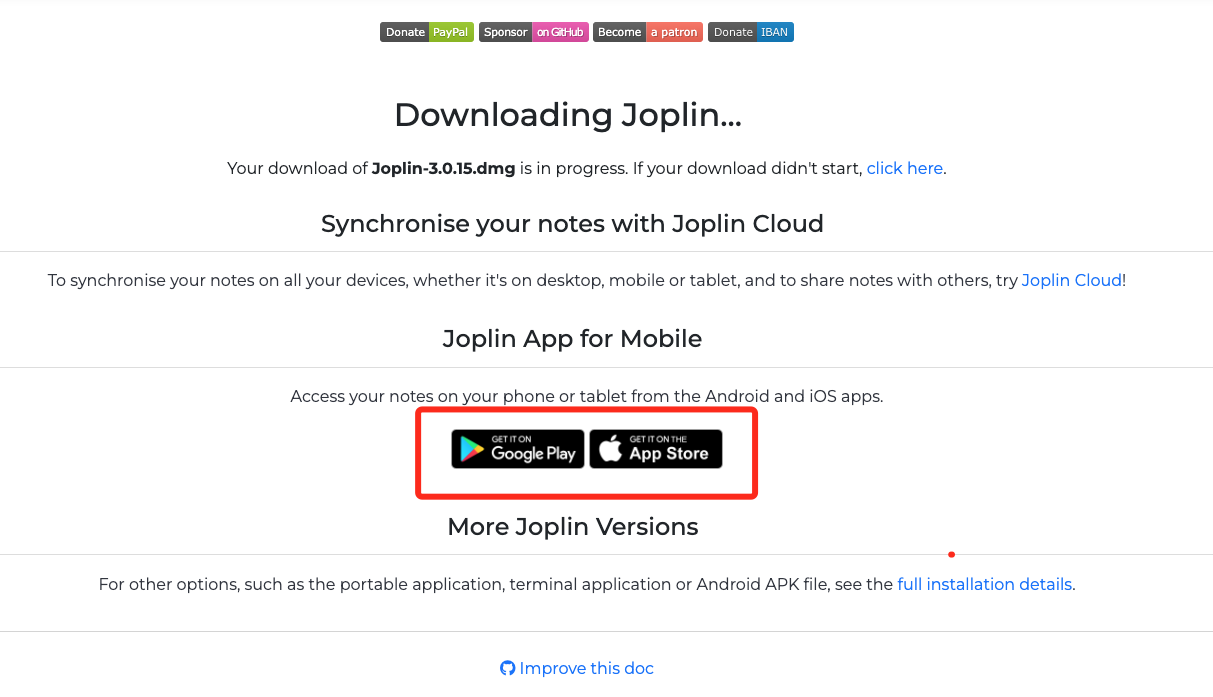 Donate PayPal Sponsor on GitHub Become a patron Donate IBAN
Downloading Joplin...
Your download of Joplin-3.0.15.dmg is in progress. If your download didn't start, click here.
Synchronise your notes with Joplin Cloud
To synchronise your notes on all your devices, whether it's on desktop, mobile or tablet, and to share notes with others, try Joplin Cloud!
Joplin App for Mobile
Access your notes on your phone or tablet from the Android and iOS apps.
GET IT ON Google Play GET IT ON THE App Store
More Joplin Versions
For other options, such as the portable application, terminal application or Android APK file, see the full installation details.
Improve this doc